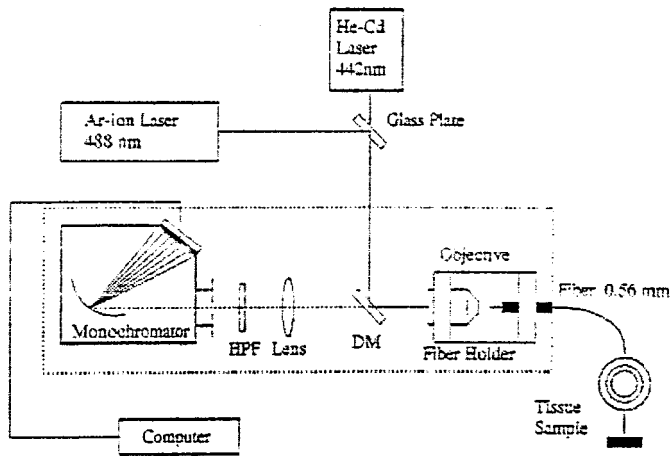 He-Cd
Laser
442nm
Ar-ion Laser
488 nm
Glass Plate
Objective
Fiber 0.56 mm
Monochromator
HPF
Lens
DM
Fiber Holder
Tissue
Sample
Computer